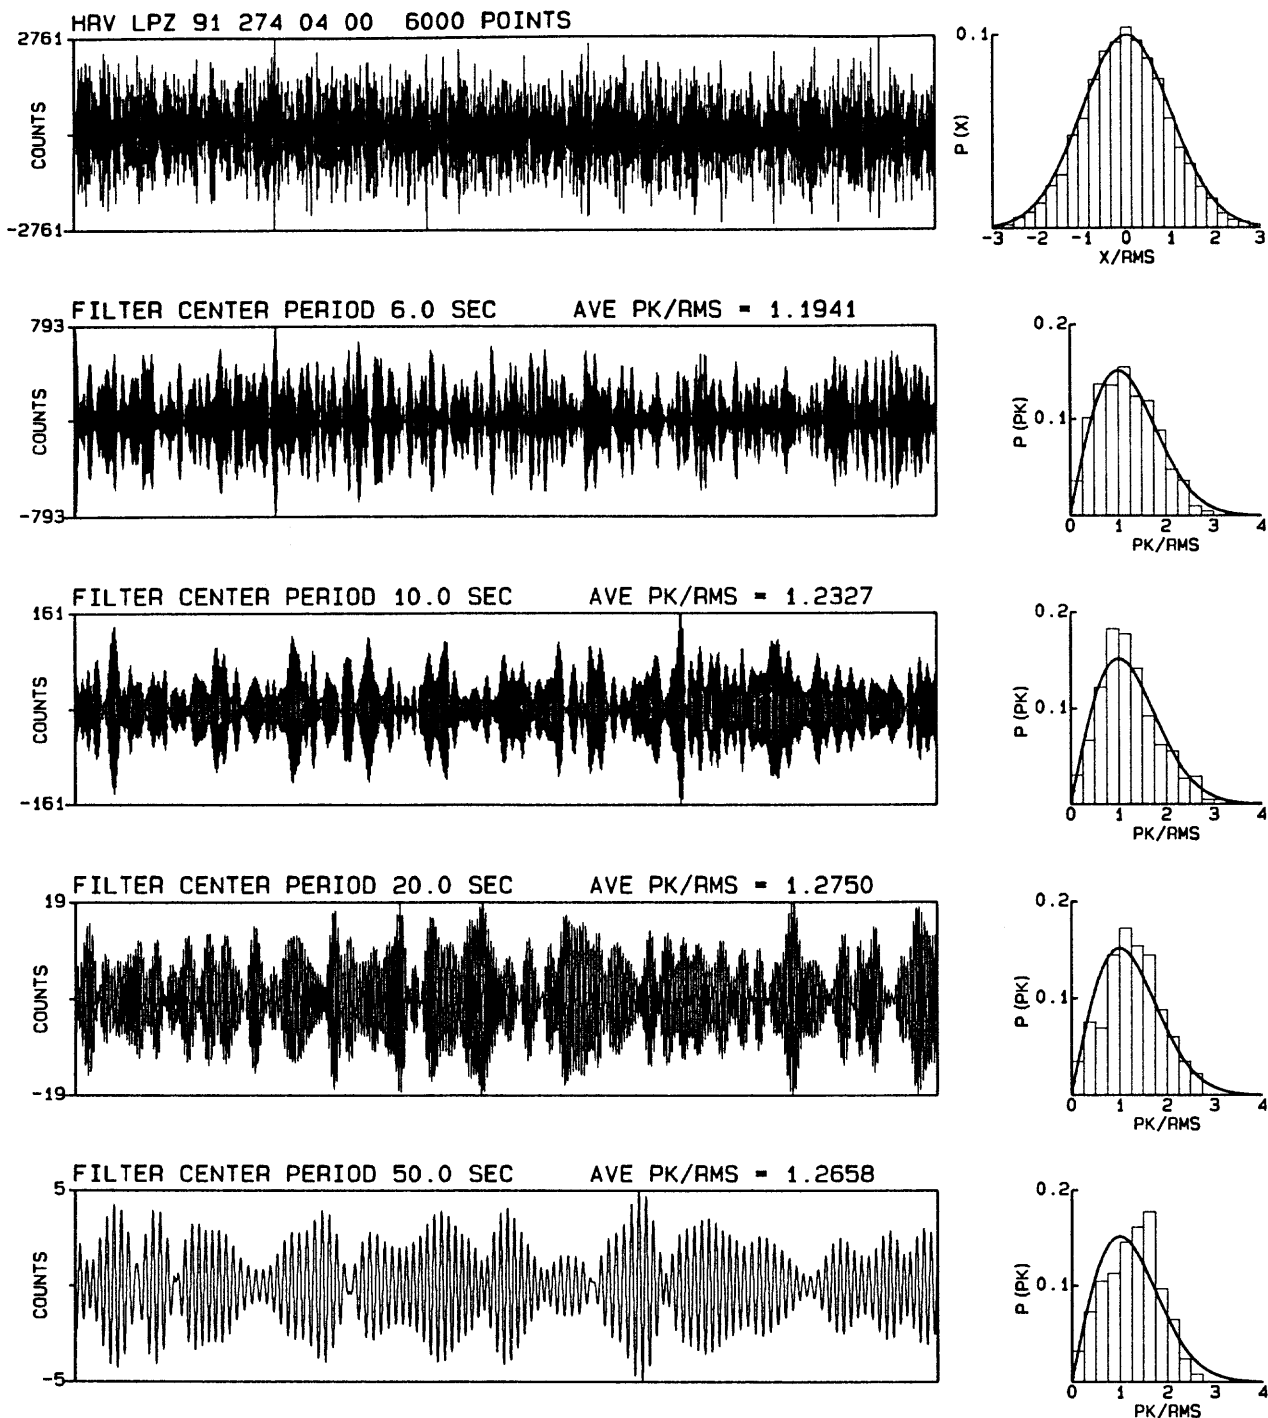 HRV LPZ 91 274 04 00 6000 POINTS
2761
COUNTS
-2761
0.1
P (X)
-3 -2 -1 0 1 2 3
X/RMS
FILTER CENTER PERIOD 6.0 SEC AVE PK/RMS = 1.1941
793
COUNTS
-793
0.2
0.1
P (PK)
0 1 2 3 4
PK/RMS
FILTER CENTER PERIOD 10.0 SEC AVE PK/RMS = 1.2327
161
COUNTS
-161
0.2
0.1
P (PK)
0 1 2 3 4
PK/RMS
FILTER CENTER PERIOD 20.0 SEC AVE PK/RMS = 1.2750
19
COUNTS
-19
0.2
0.1
P (PK)
0 1 2 3 4
PK/RMS
FILTER CENTER PERIOD 50.0 SEC AVE PK/RMS = 1.2658
5
COUNTS
-5
0.2
0.1
P (PK)
0 1 2 3 4
PK/RMS